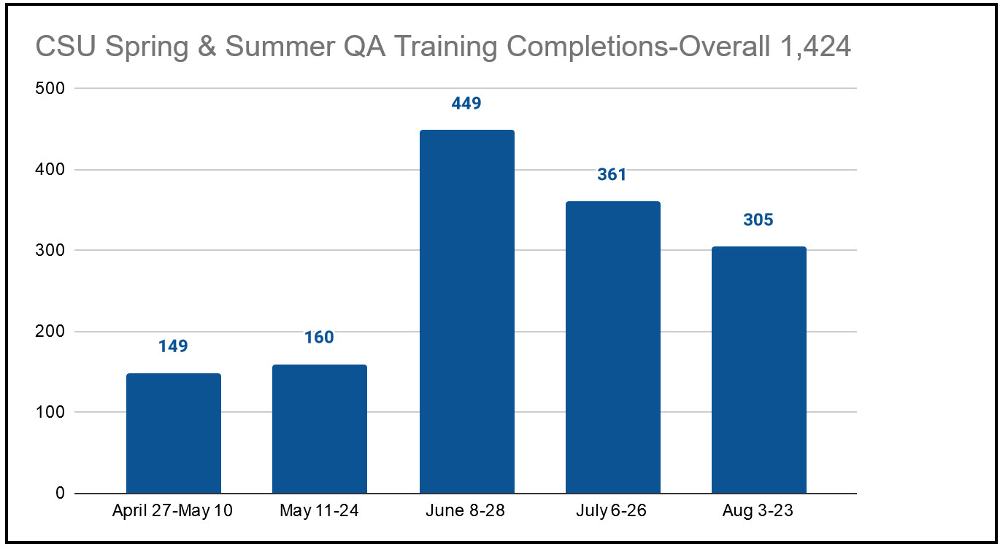 CSU Spring & Summer QA Training Completions-Overall 1,424
500
449
400
361
305
300
200
149
160
100
0
April 27-May 10
May 11-24
June 8-28
July 6-26
Aug 3-23